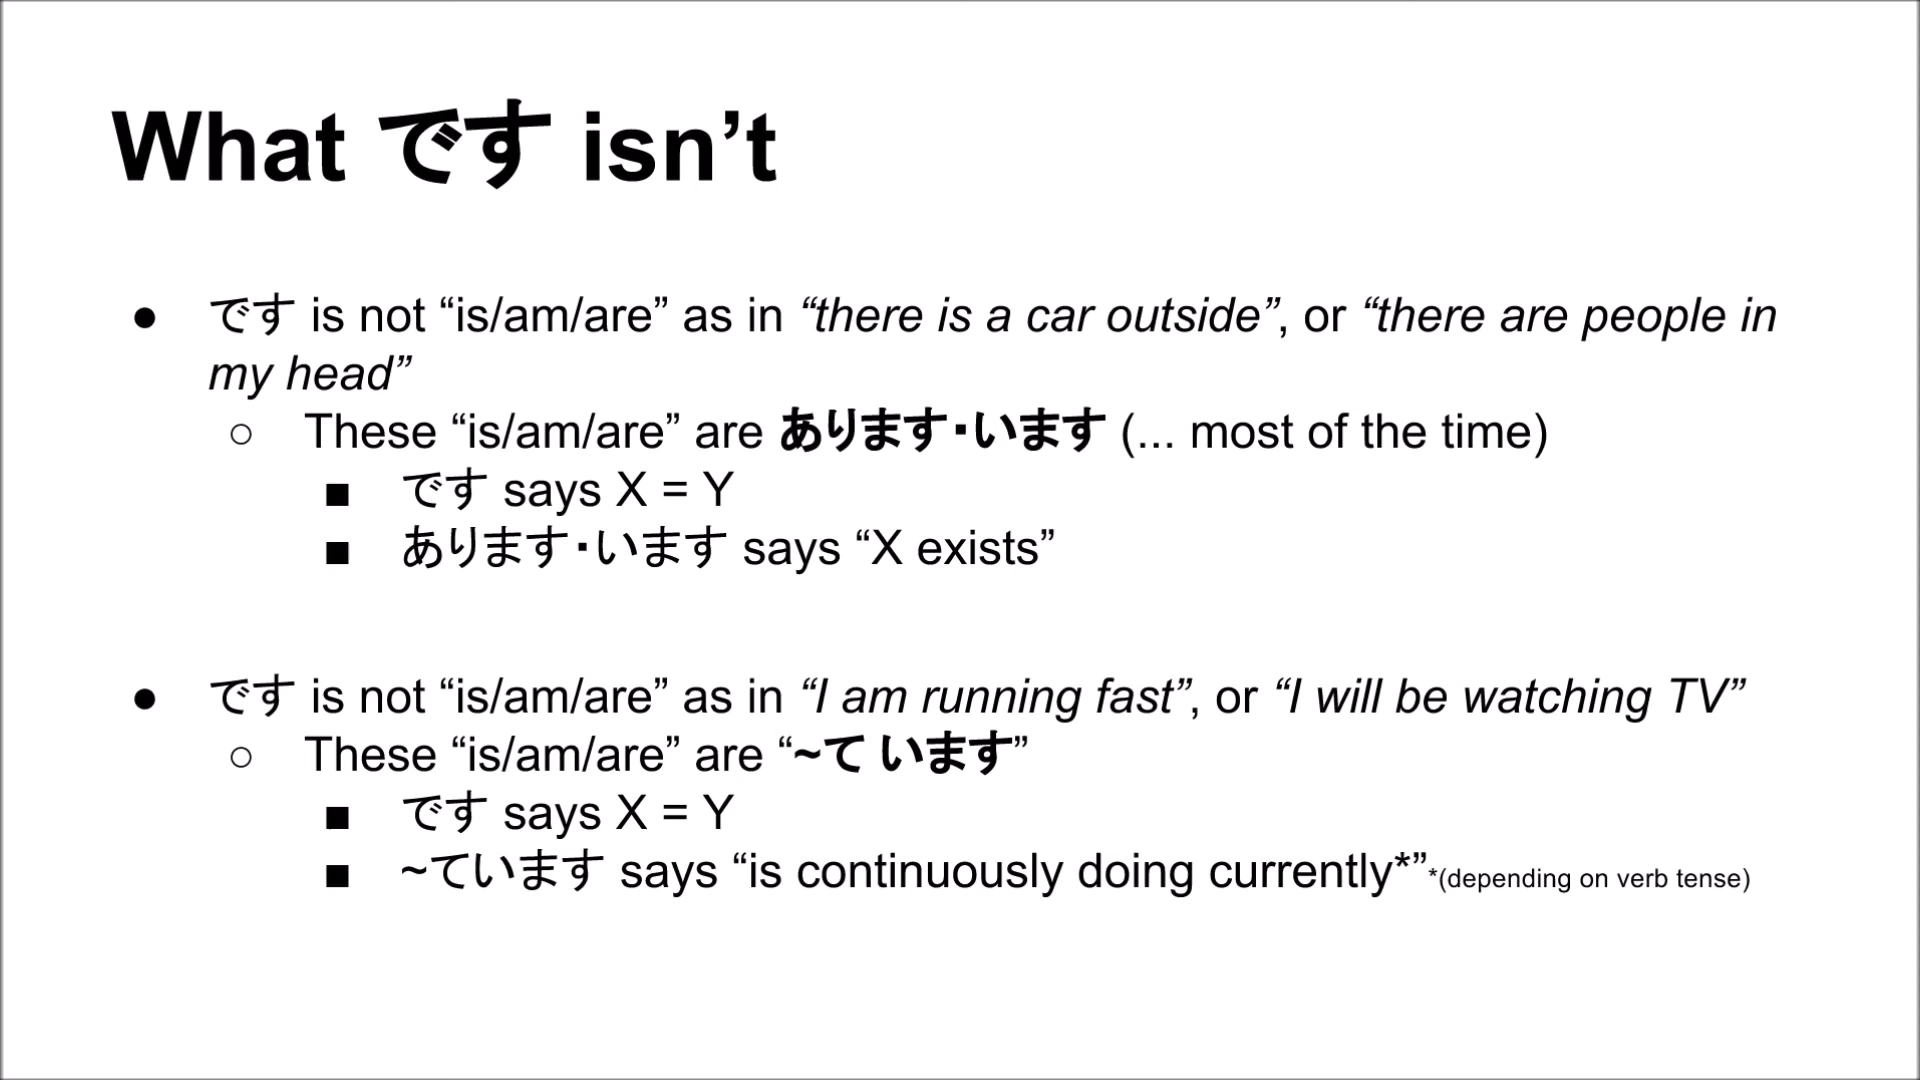 What です isn’t
● です is not “is/am/are” as in “there is a car outside”, or “there are people in
my head”
○ These “is/am/are” are あります・います (... most of the time)
■ です says X = Y
■ あります・います says “X exists”
● です is not “is/am/are” as in “I am running fast”, or “I will be watching TV”
○ These “is/am/are” are “~て います”
■ です says X = Y
■ ~ています says “is continuously doing currently*”*(depending on verb tense)